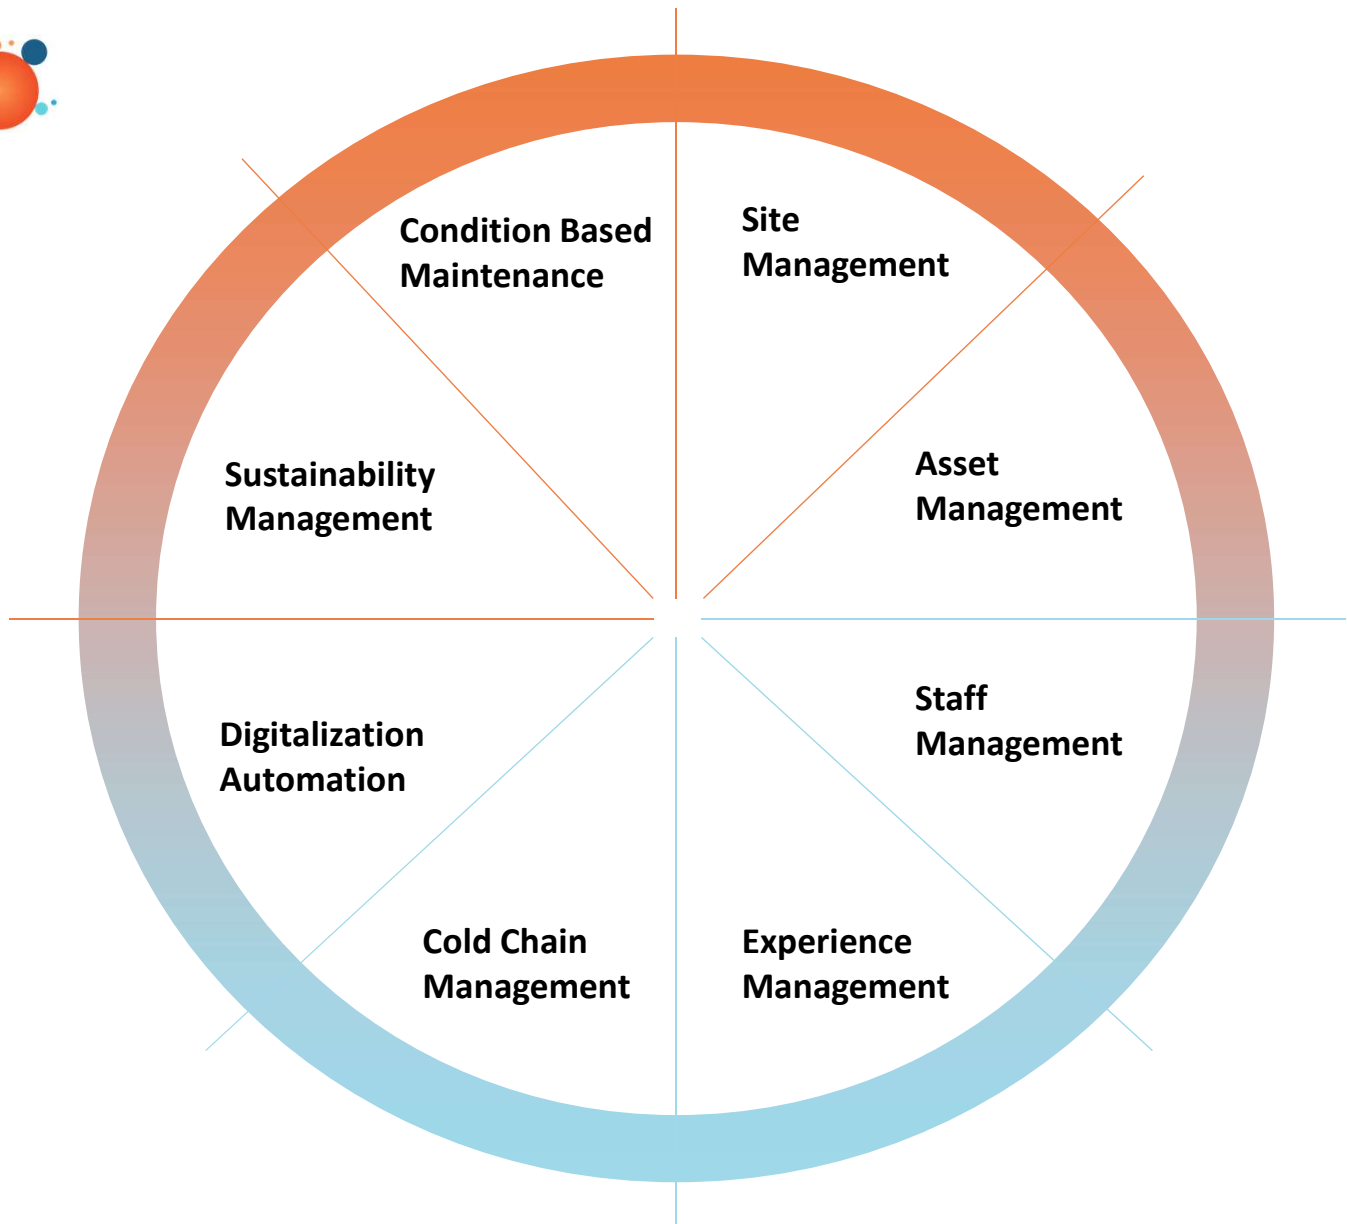 Condition Based
Maintenance
Site
Management
Asset
Management
Staff
Management
Experience
Management
Cold Chain
Management
Digitalization
Automation
Sustainability
Management